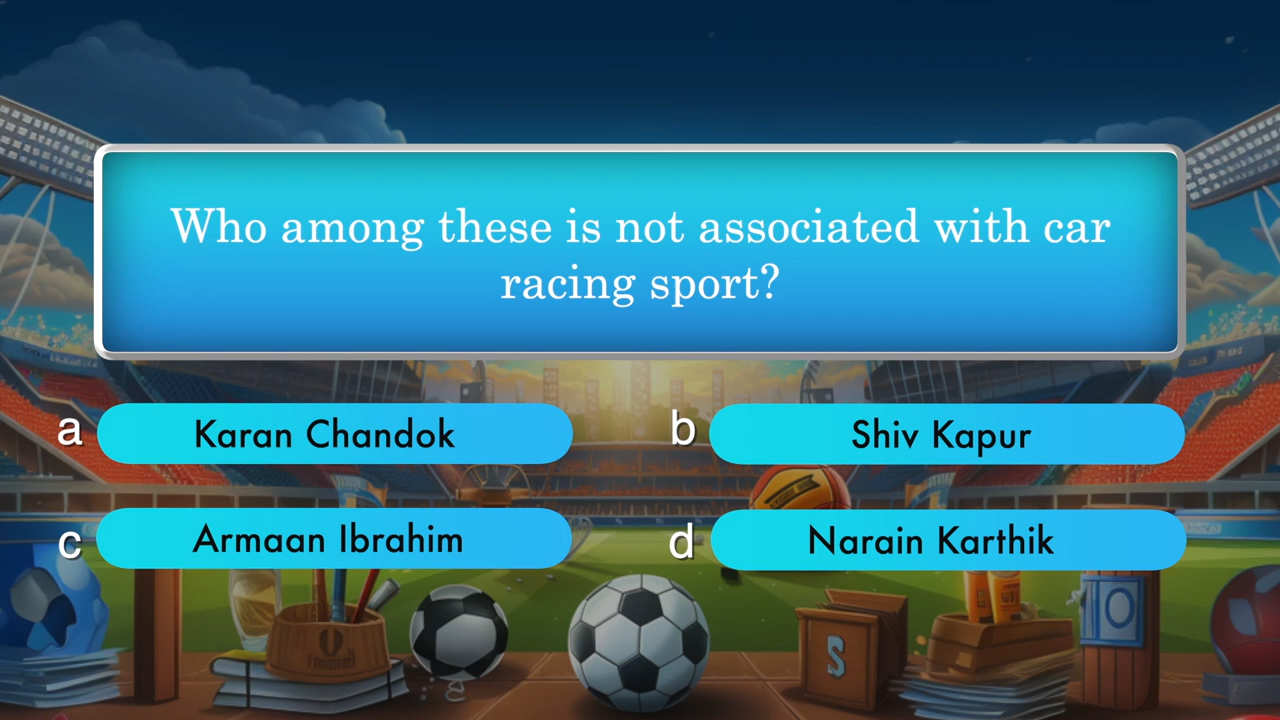 Who among these is not associated with car
racing sport?
a Karan Chandok
b Shiv Kapur
c Armaan Ibrahim
d Narain Karthik
S